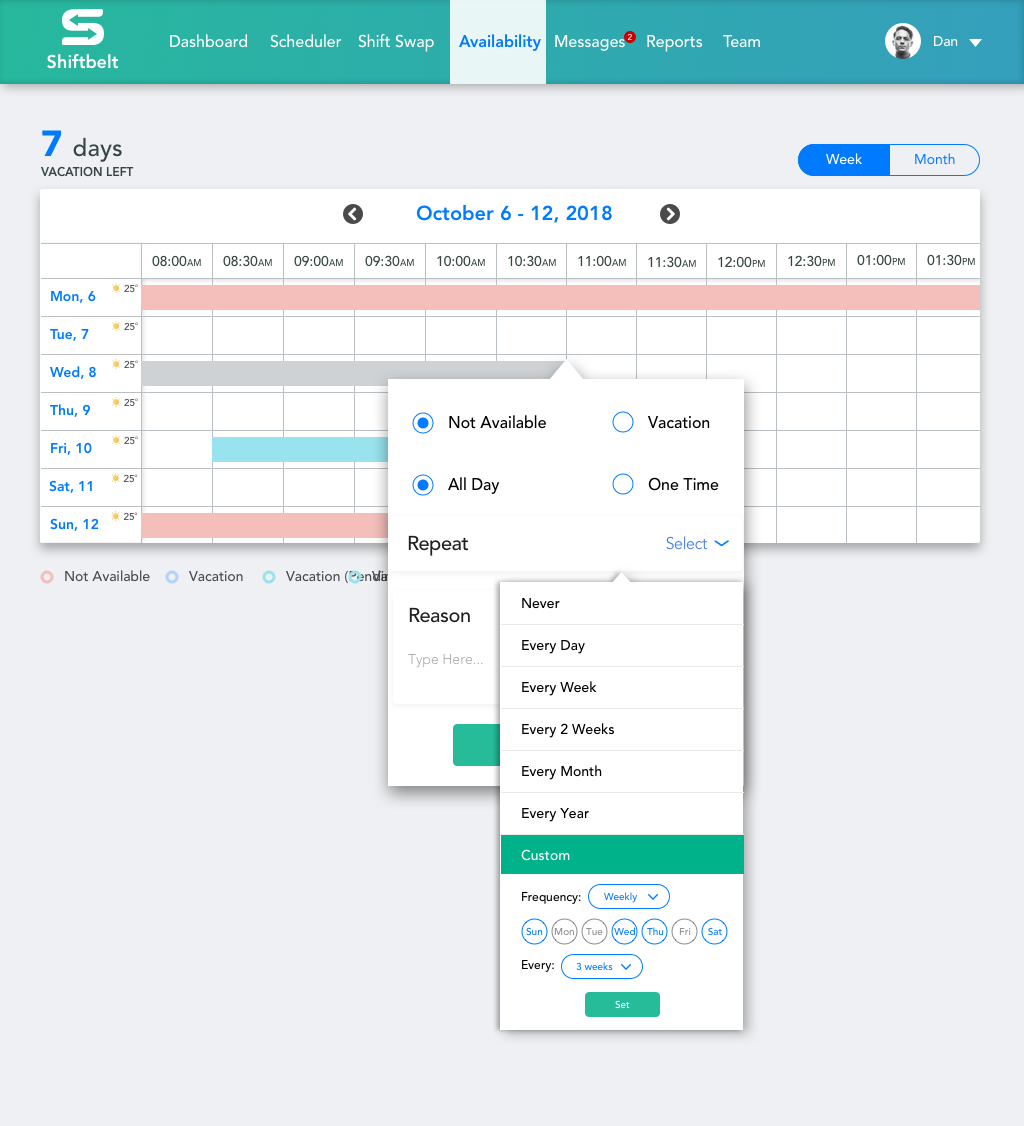 Shiftbelt
Dashboard Scheduler Shift Swap Availability Messages 2 Reports Team Dan
7 days
VACATION LEFT
Week Month
October 6 - 12, 2018
08:00AM 08:30AM 09:00AM 09:30AM 10:00AM 10:30AM 11:00AM 11:30AM 12:00PM 12:30PM 01:00PM 01:30PM
Mon, 6 25°
Tue, 7 25°
Wed, 8 25°
Thu, 9 25°
Fri, 10 25°
Sat, 11 25°
Sun, 12 25°
Not Available Vacation Vacation
Not Available Vacation
All Day One Time
Repeat Select
Reason
Type Here...
Never
Every Day
Every Week
Every 2 Weeks
Every Month
Every Year
Custom
Frequency: Weekly
Sun Mon Tue Wed Thu Fri Sat
Every: 3 weeks
Set